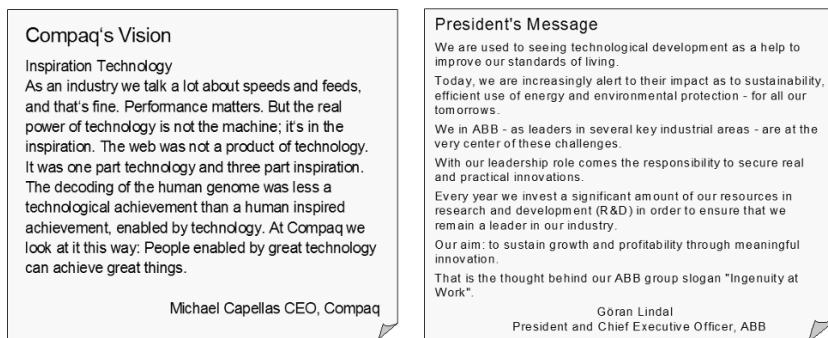 Compaq's Vision
Inspiration Technology
As an industry we talk a lot about speeds and feeds,
and that's fine. Performance matters. But the real
power of technology is not the machine; it's in the
inspiration. The web was not a product of technology.
It was one part technology and three part inspiration.
The decoding of the human genome was less a
technological achievement than a human inspired
achievement, enabled by technology. At Compaq we
look at it this way: People enabled by great technology
can achieve great things.
Michael Capellas CEO, Compaq
President's Message
We are used to seeing technological development as a help to
improve our standards of living.
Today, we are increasingly alert to their impact as to sustainability,
efficient use of energy and environmental protection - for all our
tomorrows.
We in ABB - as leaders in several key industrial areas - are at the
very center of these challenges.
With our leadership role comes the responsibility to secure real
and practical innovations.
Every year we invest a significant amount of our resources in
research and development (R&D) in order to ensure that we
remain a leader in our industry.
Our aim: to sustain growth and profitability through meaningful
innovation.
That is the thought behind our ABB group slogan "Ingenuity at
Work".
Göran Lindal
President and Chief Executive Officer, ABB